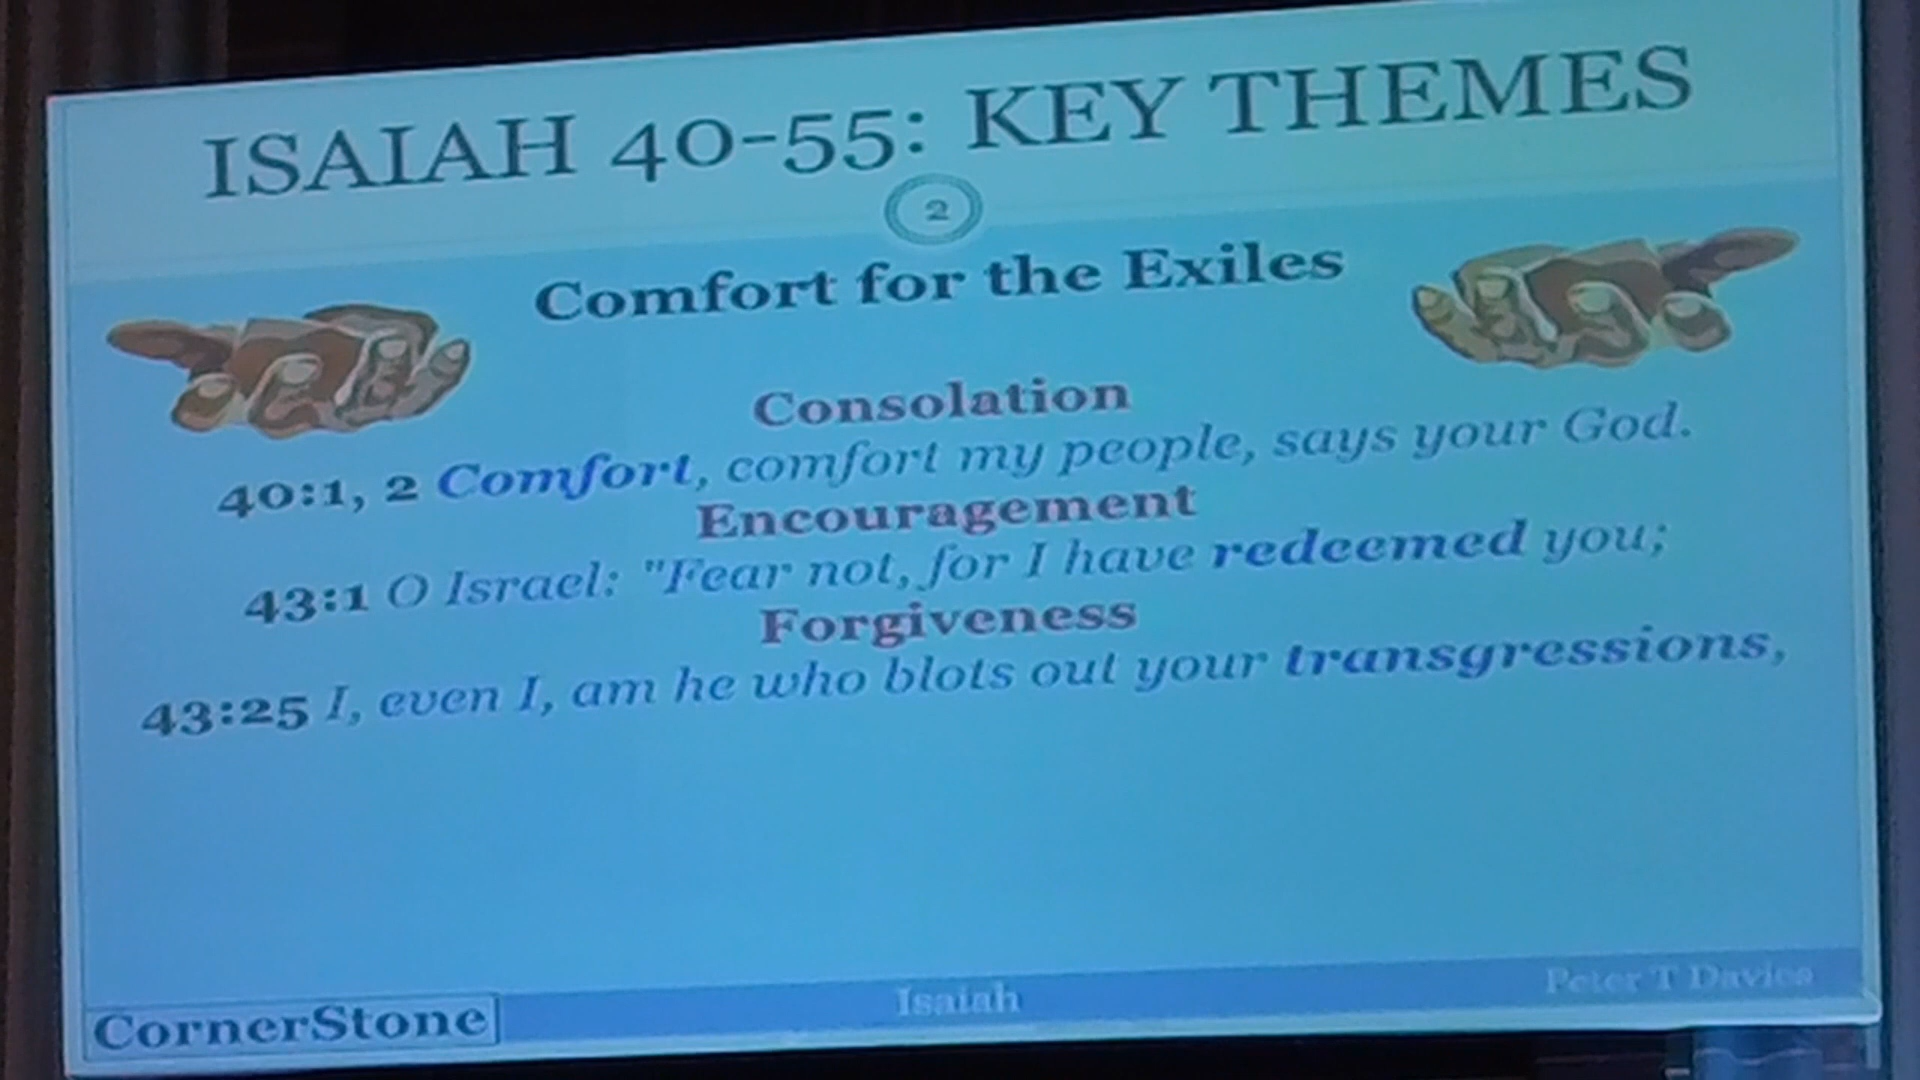 ISAIAH 40-55: KEY THEMES
2
Comfort for the Exiles
Consolation
40:1, 2 Comfort, comfort my people, says your God.
Encouragement
43:1 O Israel: "Fear not, for I have redeemed you;
Forgiveness
43:25 I, even I, am he who blots out your transgressions,
CornerStone
Isaiah
Peter T Davies